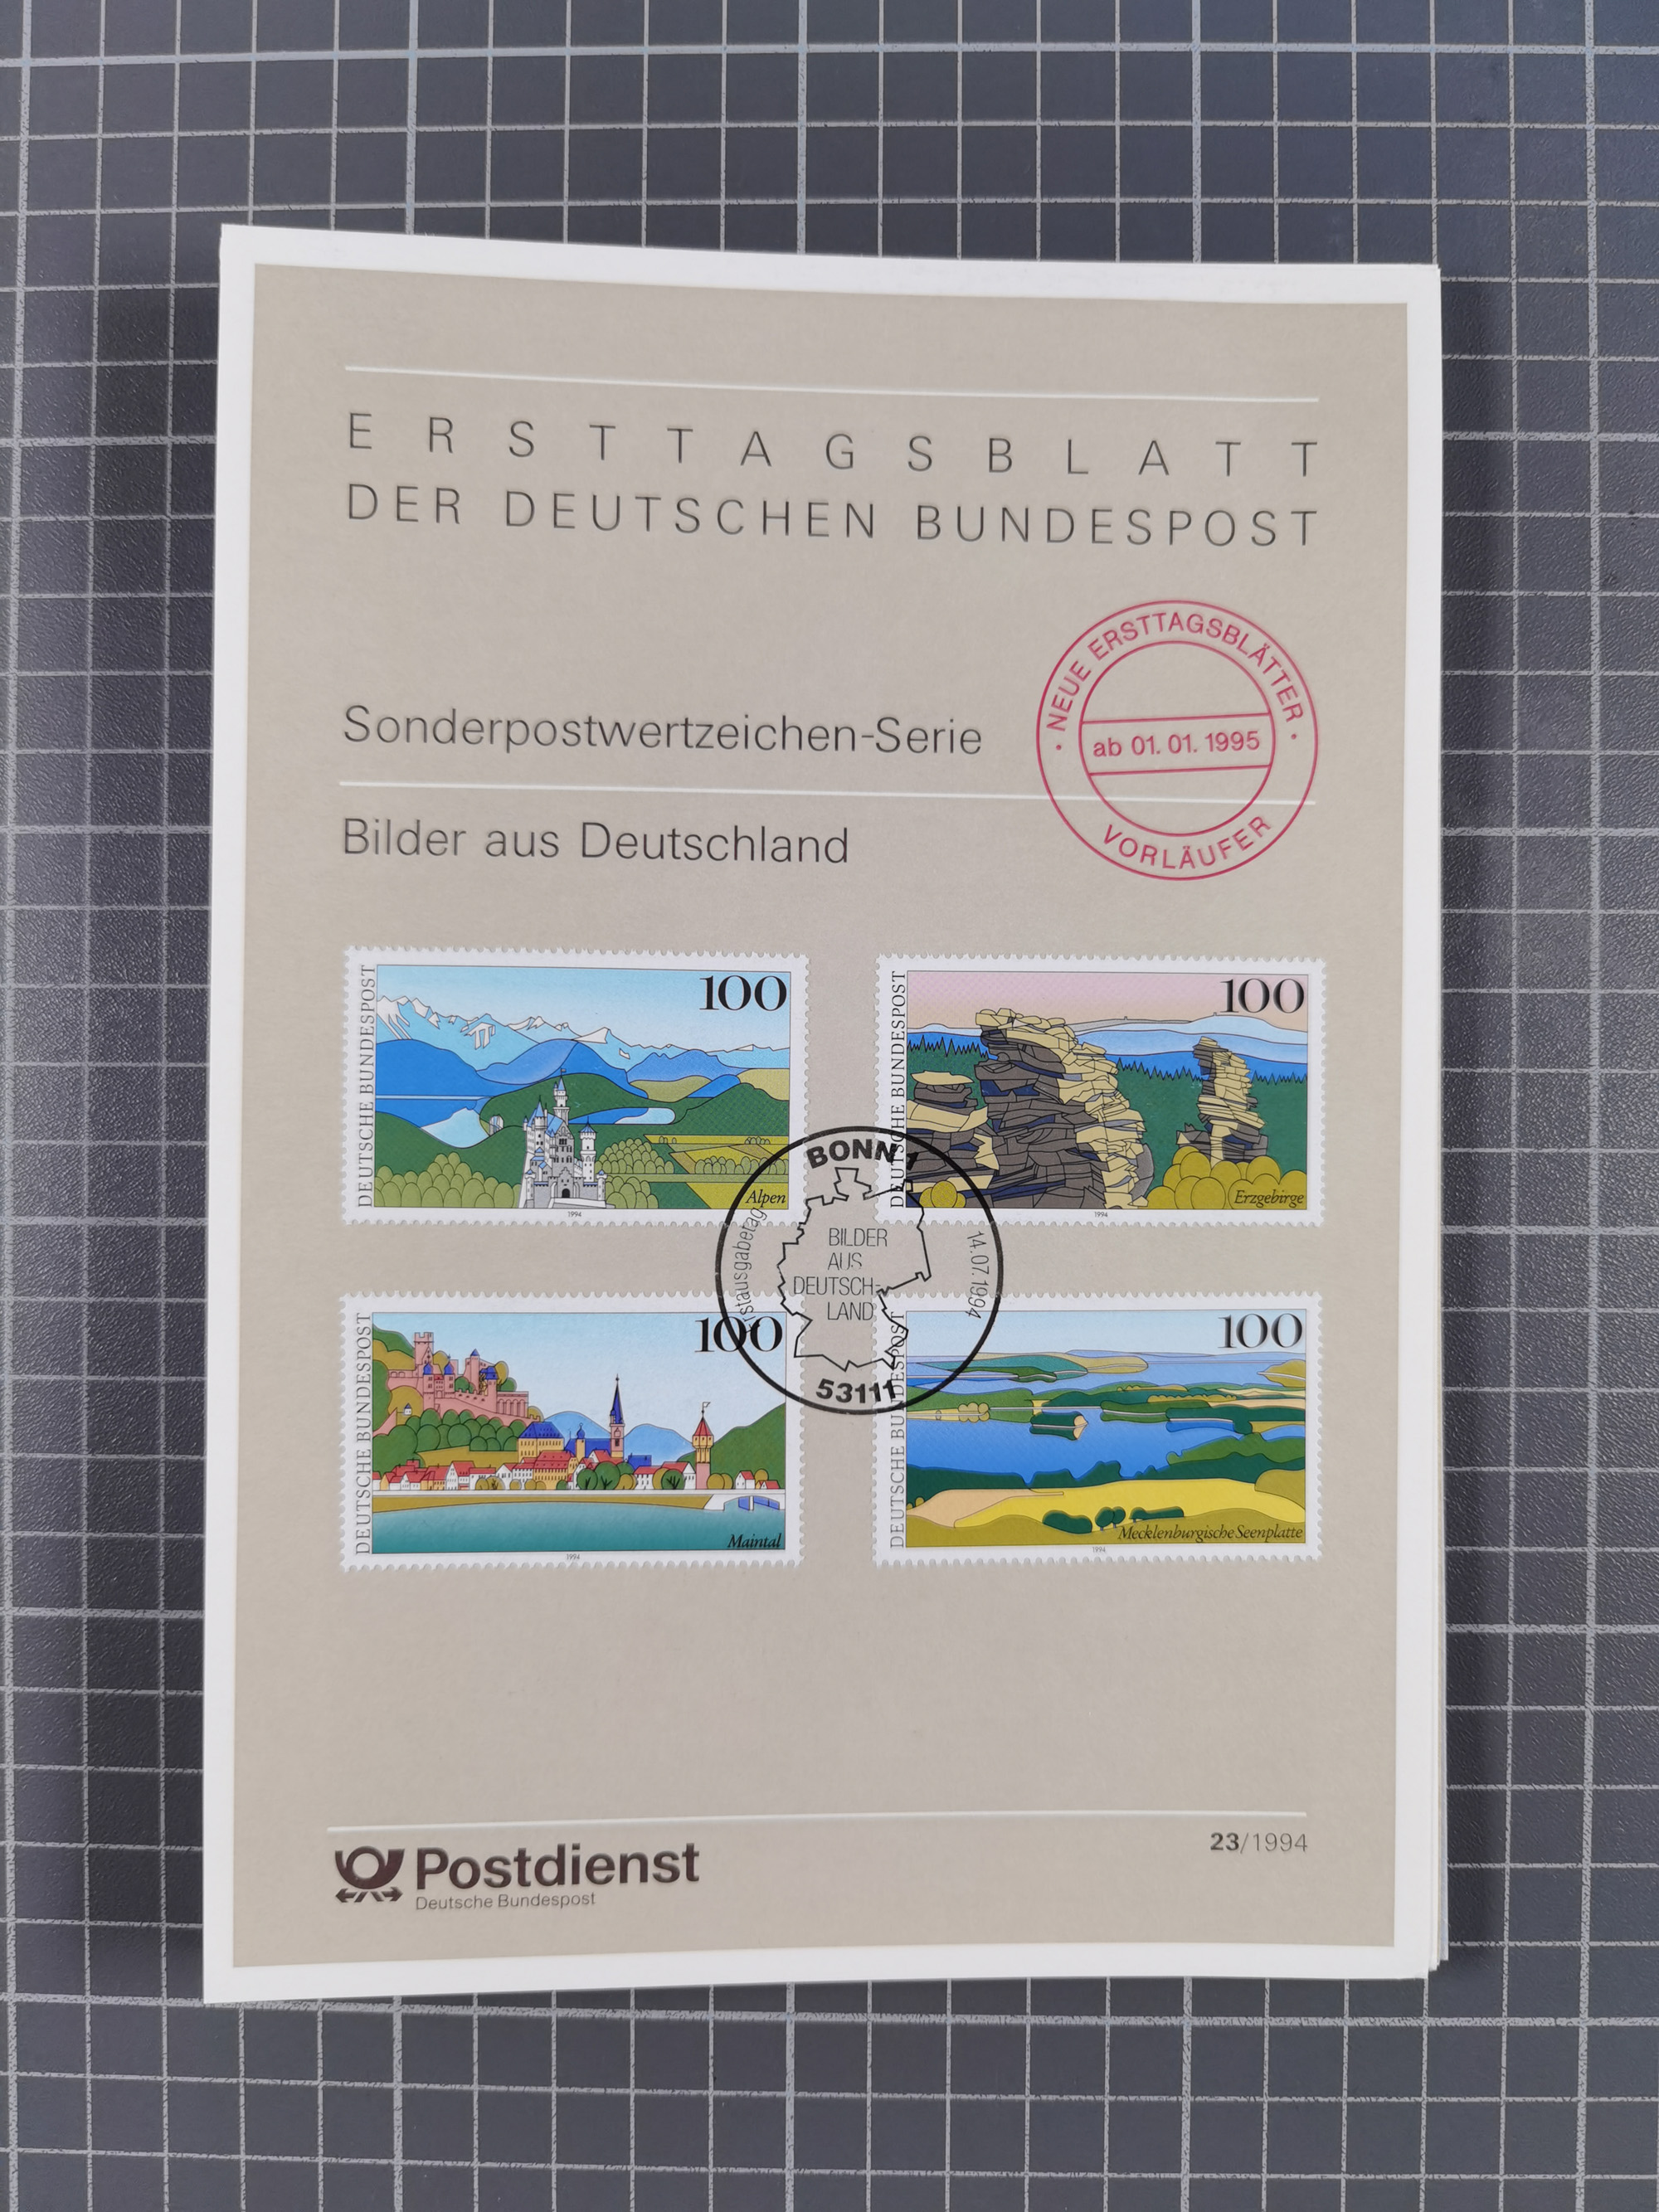 ERSTTAGSBLATT
DER DEUTSCHEN BUNDESPOST
NEUE ERSTTAGSBLÄTTER
ab 01.01.1995
VORLÄUFER
Sonderpostwertzeichen-Serie
Bilder aus Deutschland
DEUTSCHE BUNDESPOST
100
Alpen
1994
DEUTSCHE BUNDESPOST
100
Erzgebirge
1994
BONN 1
BILDER
AUS
DEUTSCH-
LAND
14.07.1994
53111
DEUTSCHE BUNDESPOST
100
Maintal
1994
DEUTSCHE BUNDESPOST
100
Mecklenburgische Seenplatte
1994
Postdienst
Deutsche Bundespost
23/1994